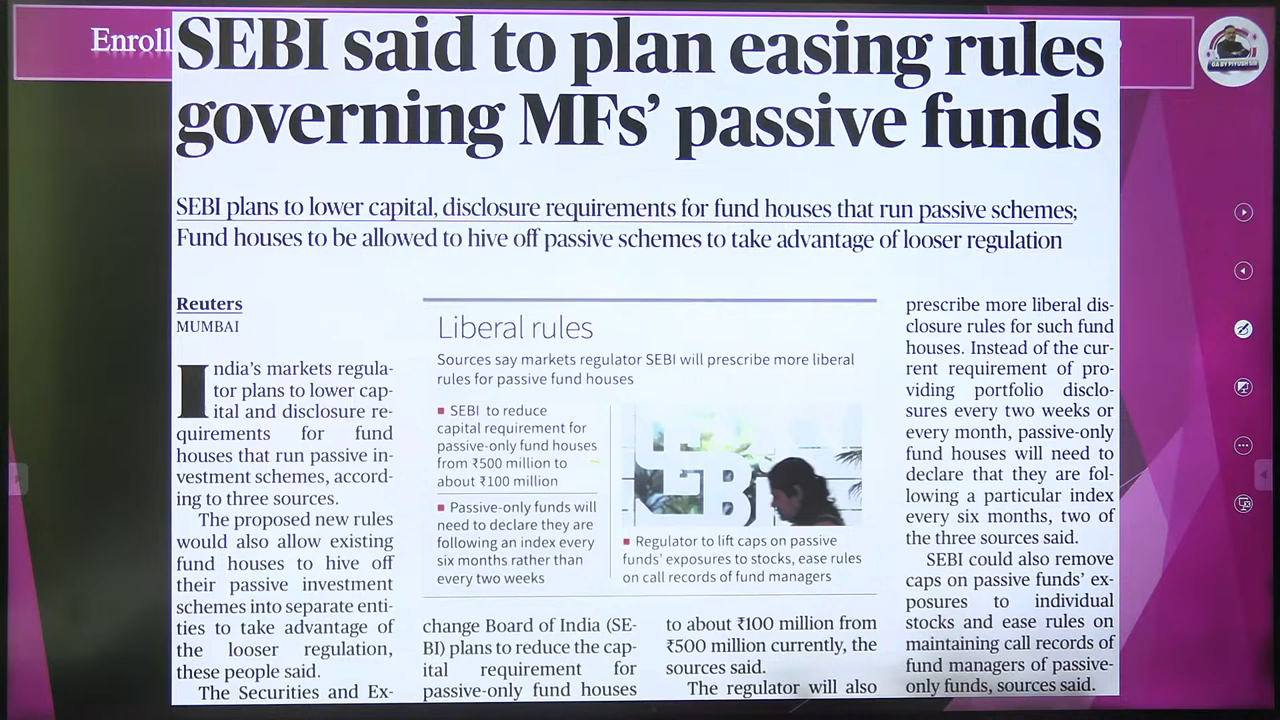 Enroll
SEBI said to plan easing rules
governing MFs’ passive funds
SEBI plans to lower capital, disclosure requirements for fund houses that run passive schemes;
Fund houses to be allowed to hive off passive schemes to take advantage of looser regulation
Reuters
MUMBAI
India’s markets regula-
tor plans to lower cap-
ital and disclosure re-
quirements for fund
houses that run passive in-
vestment schemes, accord-
ing to three sources.
The proposed new rules
would also allow existing
fund houses to hive off
their passive investment
schemes into separate enti-
ties to take advantage of
the looser regulation,
these people said.
The Securities and Ex-
Liberal rules
Sources say markets regulator SEBI will prescribe more liberal
rules for passive fund houses
■ SEBI to reduce
capital requirement for
passive-only fund houses
from ₹500 million to
about ₹100 million
■ Passive-only funds will
need to declare they are
following an index every
six months rather than
every two weeks
■ Regulator to lift caps on passive
funds’ exposures to stocks, ease rules
on call records of fund managers
change Board of India (SE-
BI) plans to reduce the cap-
ital requirement for
passive-only fund houses
to about ₹100 million from
₹500 million currently, the
sources said.
The regulator will also
prescribe more liberal dis-
closure rules for such fund
houses. Instead of the cur-
rent requirement of pro-
viding portfolio disclo-
sures every two weeks or
every month, passive-only
fund houses will need to
declare that they are fol-
lowing a particular index
every six months, two of
the three sources said.
SEBI could also remove
caps on passive funds’ ex-
posures to individual
stocks and ease rules on
maintaining call records of
fund managers of passive-
only funds, sources said.
GA BY PIYUSH SIR